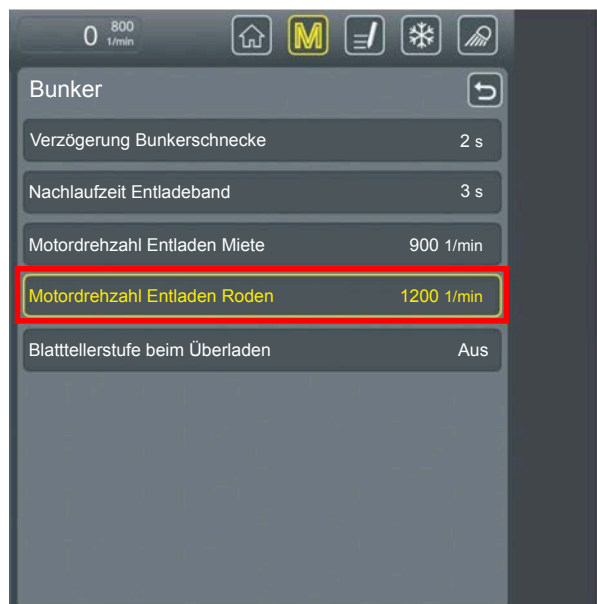 0 800 1/min
M
Bunker
Verzögerung Bunkerschnecke 2 s
Nachlaufzeit Entladeband 3 s
Motordrehzahl Entladen Miete 900 1/min
Motordrehzahl Entladen Roden 1200 1/min
Blatttellerstufe beim Überladen Aus